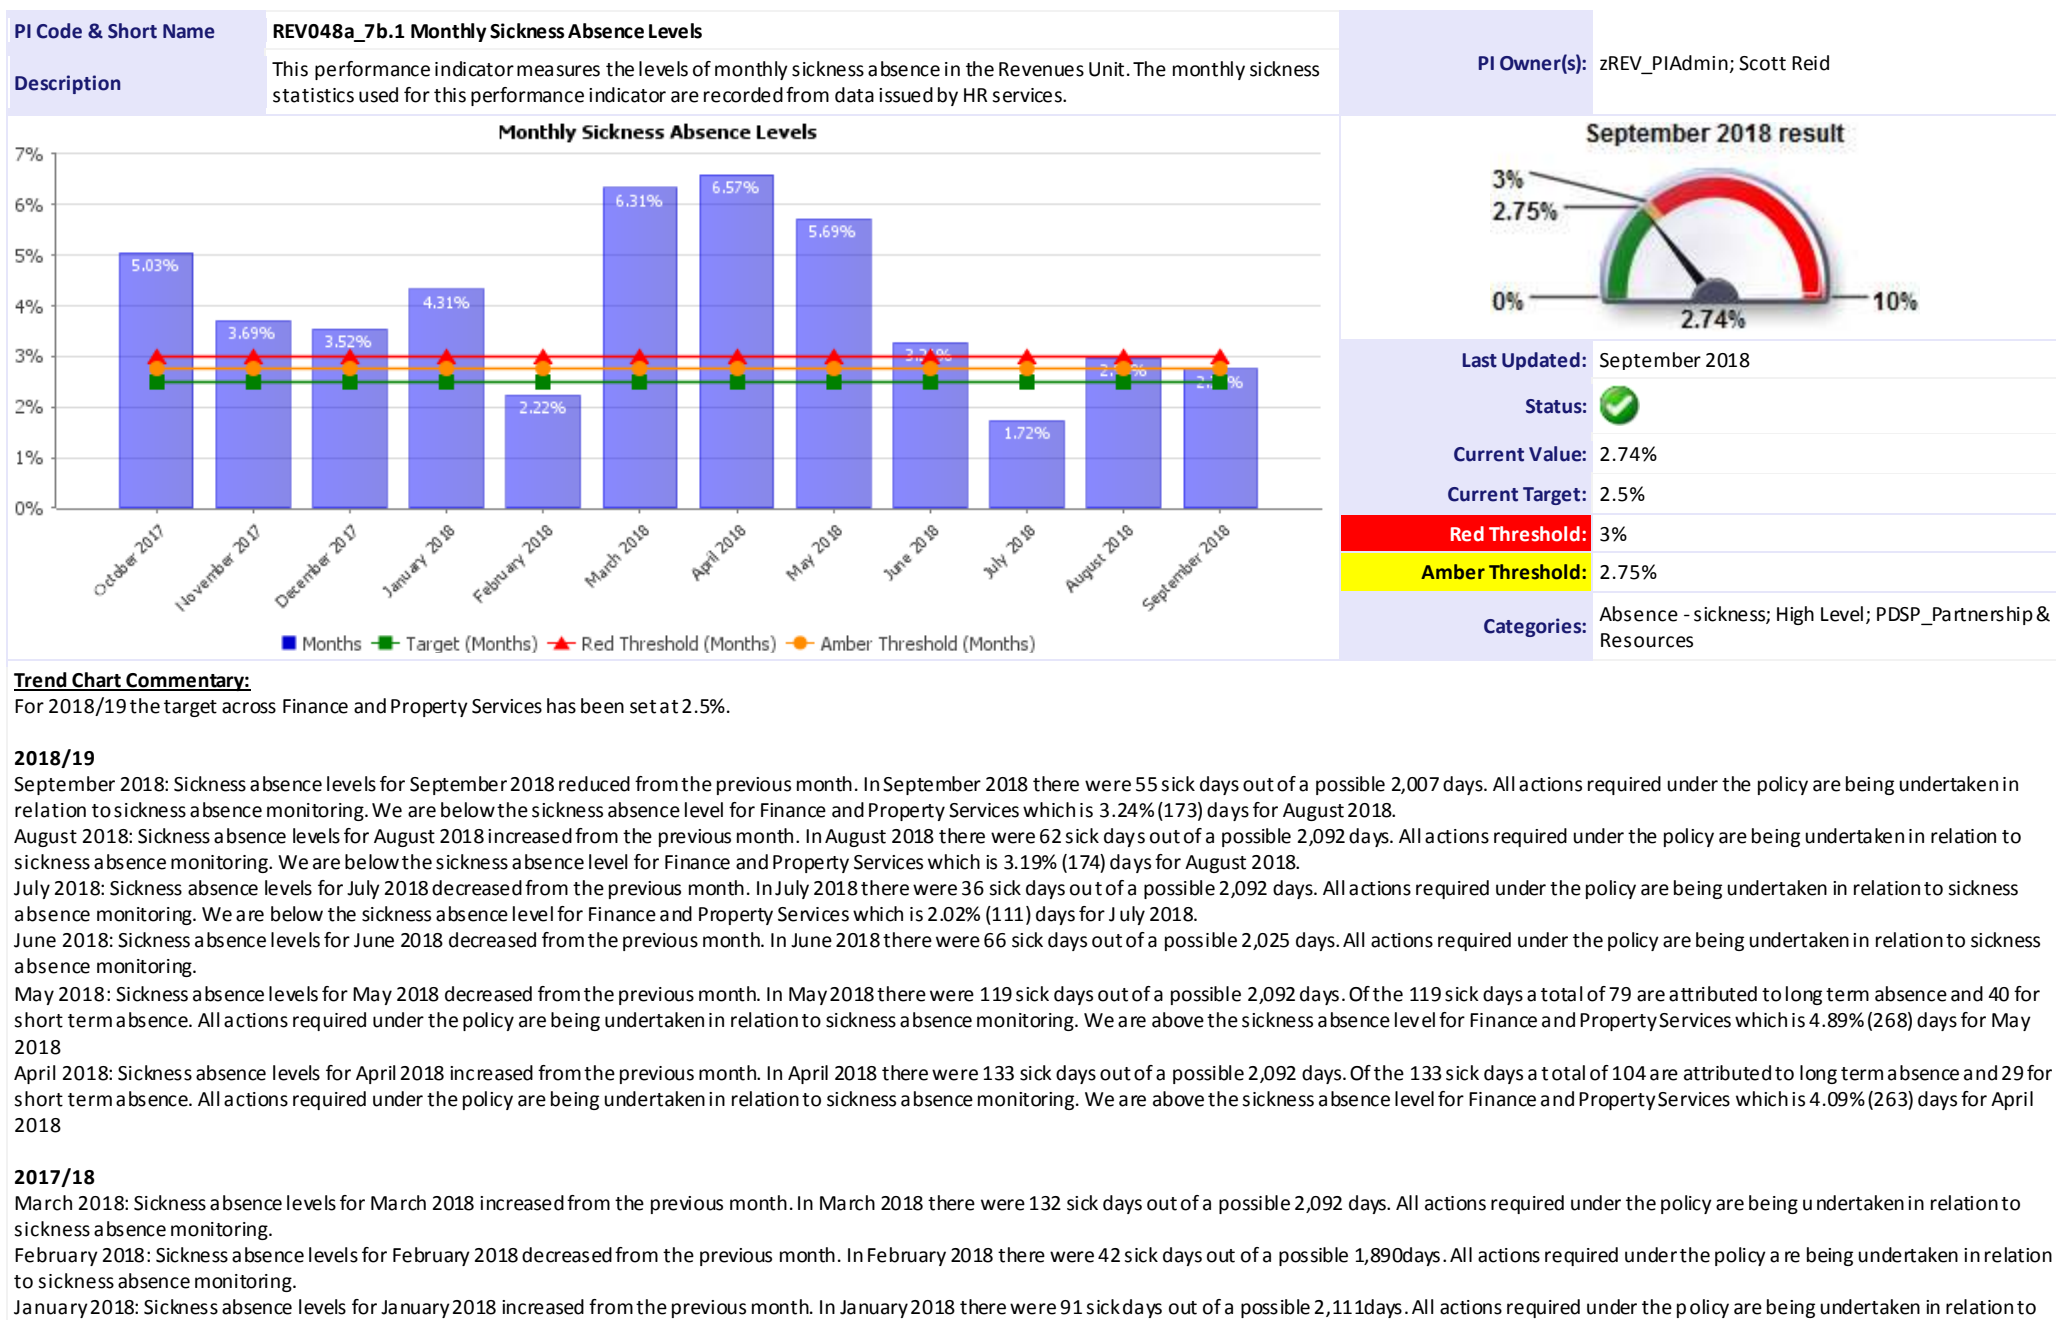 PI Code & Short Name
REV048a_7b.1 Monthly Sickness Absence Levels
Description
This performance indicator measures the levels of monthly sickness absence in the Revenues Unit. The monthly sickness
statistics used for this performance indicator are recorded from data issued by HR services.
PI Owner(s): zREV_PIAdmin; Scott Reid
Monthly Sickness Absence Levels
7%
6%
5%
4%
3%
2%
1%
0%
5.03%
3.69%
3.52%
4.31%
2.22%
6.31%
6.57%
5.69%
1.72%
October 2017
November 2017
December 2017
January 2018
February 2018
March 2018
April 2018
May 2018
June 2018
July 2018
August 2018
September 2018
Months Target (Months) Red Threshold (Months) Amber Threshold (Months)
September 2018 result
3%
2.75%
0%
10%
2.74%
Last Updated: September 2018
Status:
Current Value: 2.74%
Current Target: 2.5%
Red Threshold: 3%
Amber Threshold: 2.75%
Categories: Absence - sickness; High Level; PDSP_Partnership &
Resources
Trend Chart Commentary:
For 2018/19 the target across Finance and Property Services has been set at 2.5%.
2018/19
September 2018: Sickness absence levels for September 2018 reduced from the previous month. In September 2018 there were 55 sick days out of a possible 2,007 days. All actions required under the policy are being undertaken in
relation to sickness absence monitoring. We are below the sickness absence level for Finance and Property Services which is 3.24% (173) days for August 2018.
August 2018: Sickness absence levels for August 2018 increased from the previous month. In August 2018 there were 62 sick days out of a possible 2,092 days. All actions required under the policy are being undertaken in relation to
sickness absence monitoring. We are below the sickness absence level for Finance and Property Services which is 3.19% (174) days for August 2018.
July 2018: Sickness absence levels for July 2018 decreased from the previous month. In July 2018 there were 36 sick days out of a possible 2,092 days. All actions required under the policy are being undertaken in relation to sickness
absence monitoring. We are below the sickness absence level for Finance and Property Services which is 2.02% (111) days for July 2018.
June 2018: Sickness absence levels for June 2018 decreased from the previous month. In June 2018 there were 66 sick days out of a possible 2,025 days. All actions required under the policy are being undertaken in relation to sickness
absence monitoring.
May 2018: Sickness absence levels for May 2018 decreased from the previous month. In May 2018 there were 119 sick days out of a possible 2,092 days. Of the 119 sick days a total of 79 are attributed to long term absence and 40 for
short term absence. All actions required under the policy are being undertaken in relation to sickness absence monitoring. We are above the sickness absence level for Finance and Property Services which is 4.89% (268) days for May
2018
April 2018: Sickness absence levels for April 2018 increased from the previous month. In April 2018 there were 133 sick days out of a possible 2,092 days. Of the 133 sick days a total of 104 are attributed to long term absence and 29 for
short term absence. All actions required under the policy are being undertaken in relation to sickness absence monitoring. We are above the sickness absence level for Finance and Property Services which is 4.09% (263) days for April
2018
2017/18
March 2018: Sickness absence levels for March 2018 increased from the previous month. In March 2018 there were 132 sick days out of a possible 2,092 days. All actions required under the policy are being undertaken in relation to
sickness absence monitoring.
February 2018: Sickness absence levels for February 2018 decreased from the previous month. In February 2018 there were 42 sick days out of a possible 1,890days. All actions required under the policy are being undertaken in relation
to sickness absence monitoring.
January 2018: Sickness absence levels for January 2018 increased from the previous month. In January 2018 there were 91 sick days out of a possible 2,111days. All actions required under the policy are being undertaken in relation to